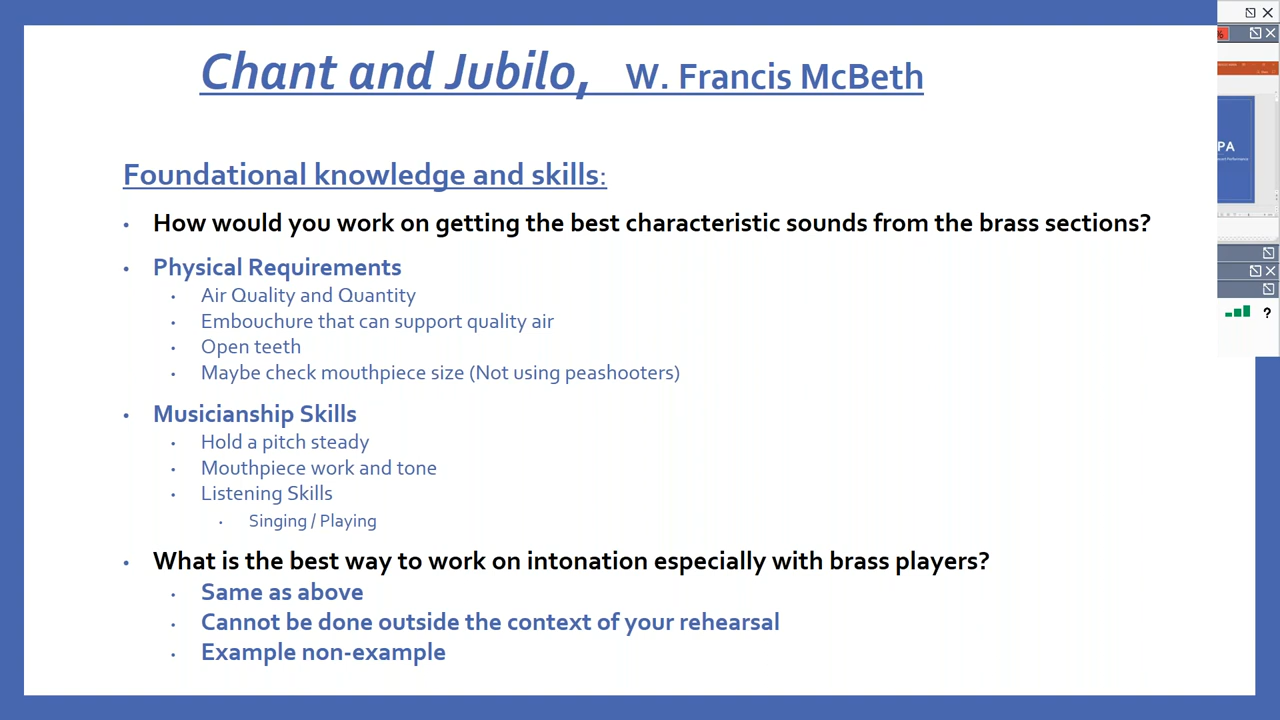 Chant and Jubilo, W. Francis McBeth
Foundational knowledge and skills:
• How would you work on getting the best characteristic sounds from the brass sections?
• Physical Requirements
• Air Quality and Quantity
• Embouchure that can support quality air
• Open teeth
• Maybe check mouthpiece size (Not using peashooters)
• Musicianship Skills
• Hold a pitch steady
• Mouthpiece work and tone
• Listening Skills
• Singing / Playing
• What is the best way to work on intonation especially with brass players?
• Same as above
• Cannot be done outside the context of your rehearsal
• Example non-example
%
PA
?